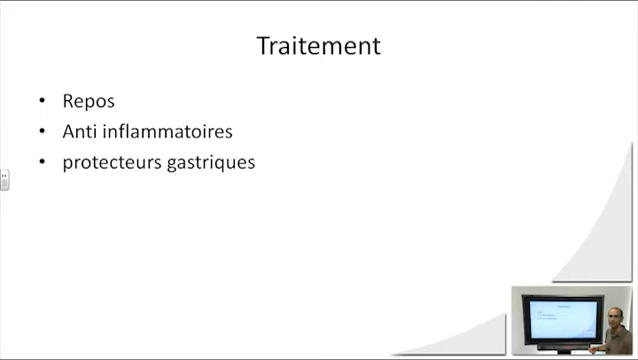 Traitement
• Repos
• Anti inflammatoires
• protecteurs gastriques